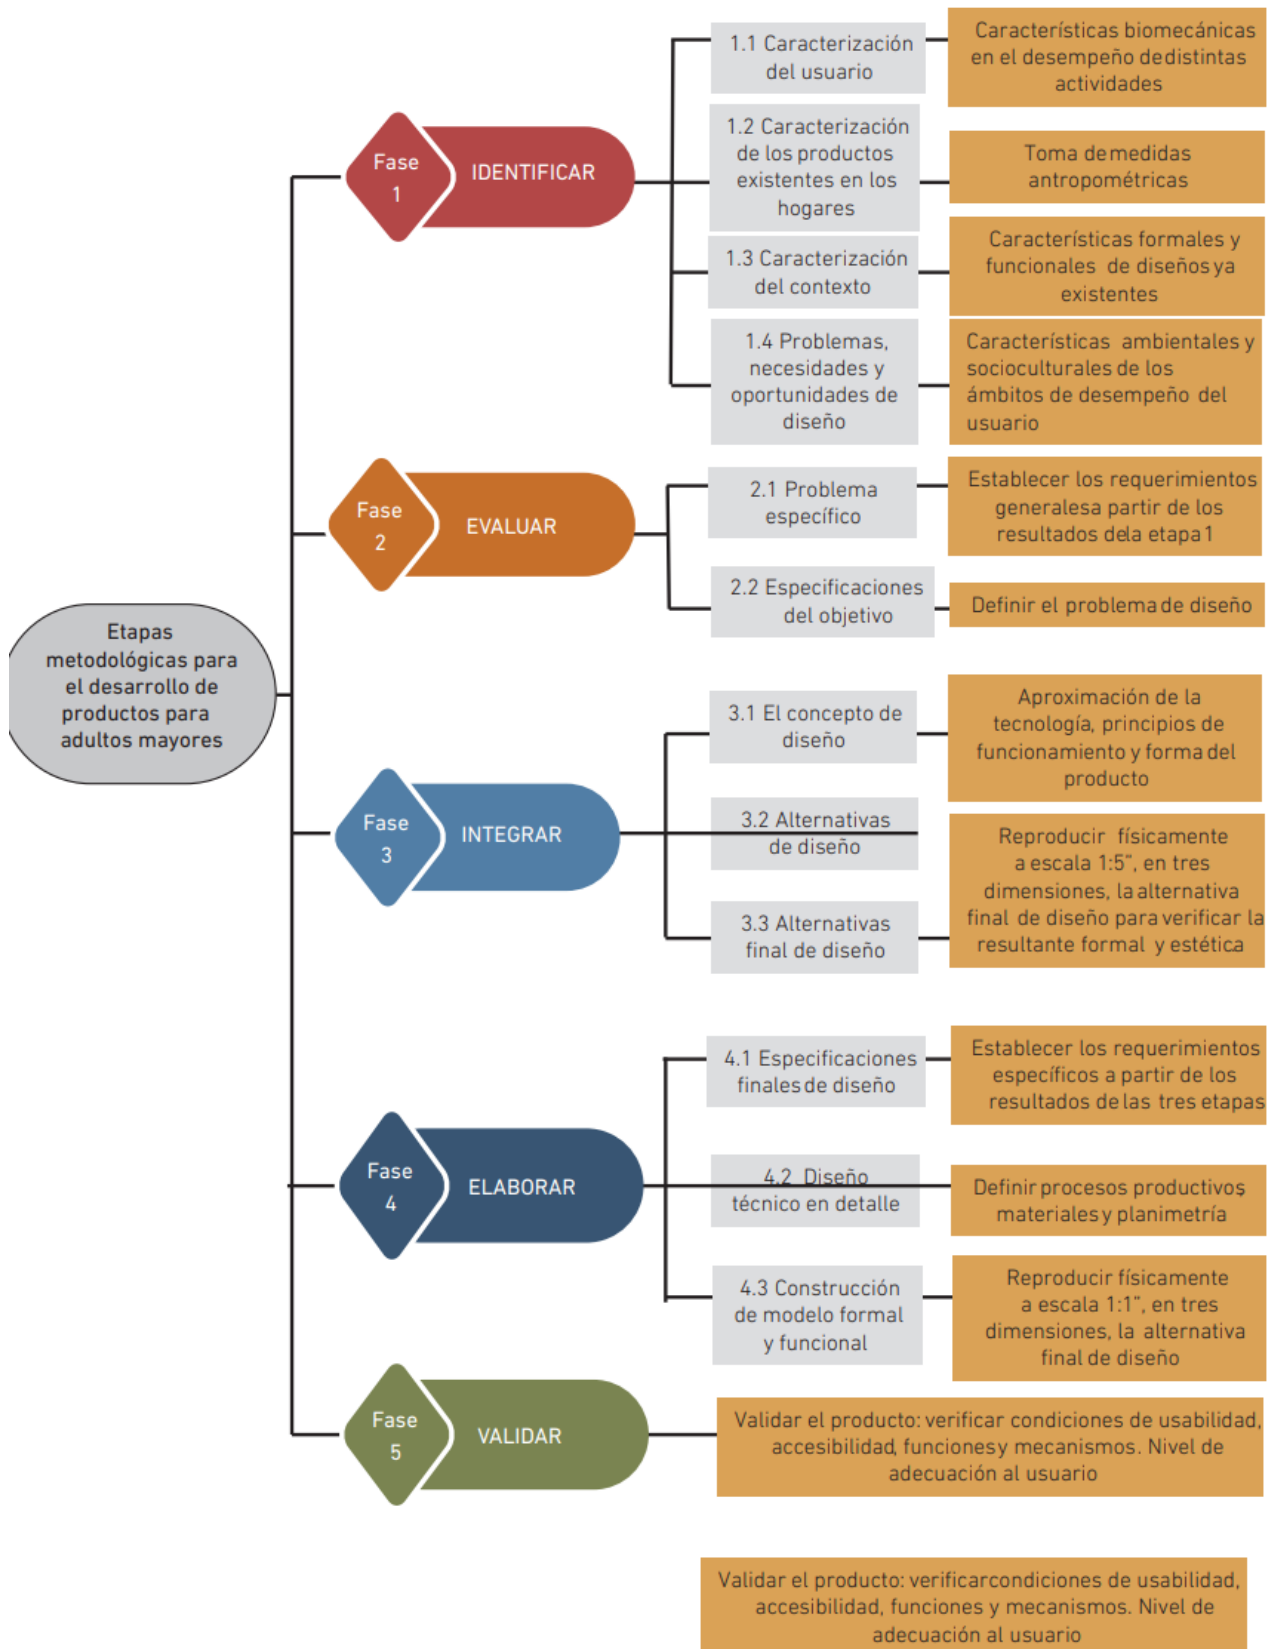 Etapas
metodológicas para
el desarrollo de
productos para
adultos mayores
Fase
1
IDENTIFICAR
1.1 Caracterización
del usuario
Características biomecánicas
en el desempeño dedistintas
actividades
1.2 Caracterización
de los productos
existentes en los
hogares
Toma de medidas
antropométricas
1.3 Caracterización
del contexto
Características formales y
funcionales de diseños ya
existentes
1.4 Problemas,
necesidades y
oportunidades de
diseño
Características ambientales y
socioculturales de los
ámbitos de desempeño del
usuario
Fase
2
EVALUAR
2.1 Problema
específico
Establecer los requerimientos
generalesa partir de los
resultados dela etapa 1
2.2 Especificaciones
del objetivo
Definir el problema de diseño
Fase
3
INTEGRAR
3.1 El concepto de
diseño
Aproximación de la
tecnología, principios de
funcionamiento y forma del
producto
3.2 Alternativas
de diseño
3.3 Alternativas
final de diseño
Reproducir físicamente
a escala 1:5”, en tres
dimensiones, la alternativa
final de diseño para verificar la
resultante formal y estética.
Fase
4
ELABORAR
4.1 Especificaciones
finales de diseño
Establecer los requerimientos
específicos a partir de los
resultados de las tres etapas
4.2 Diseño
técnico en detalle
Definir procesos productivos,
materiales y planimetría
4.3 Construcción
de modelo formal
y funcional
Reproducir físicamente
a escala 1:1”, en tres
dimensiones, la alternativa
final de diseño
Fase
5
VALIDAR
Validar el producto: verificar condiciones de usabilidad,
accesibilidad, funciones y mecanismos. Nivel de
adecuación al usuario
Validar el producto: verificarcondiciones de usabilidad,
accesibilidad, funciones y mecanismos. Nivel de
adecuación al usuario